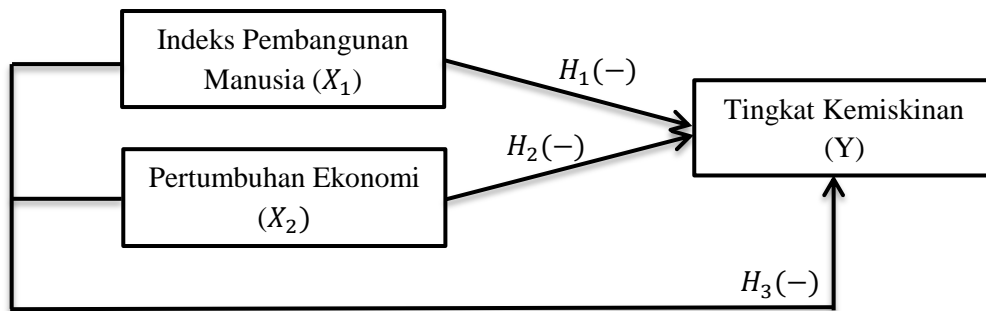 Indeks Pembangunan
Manusia (𝑋₁)
𝐻₁(−)
Tingkat Kemiskinan
(Y)
𝐻₂(−)
Pertumbuhan Ekonomi
(𝑋₂)
𝐻₃(−)